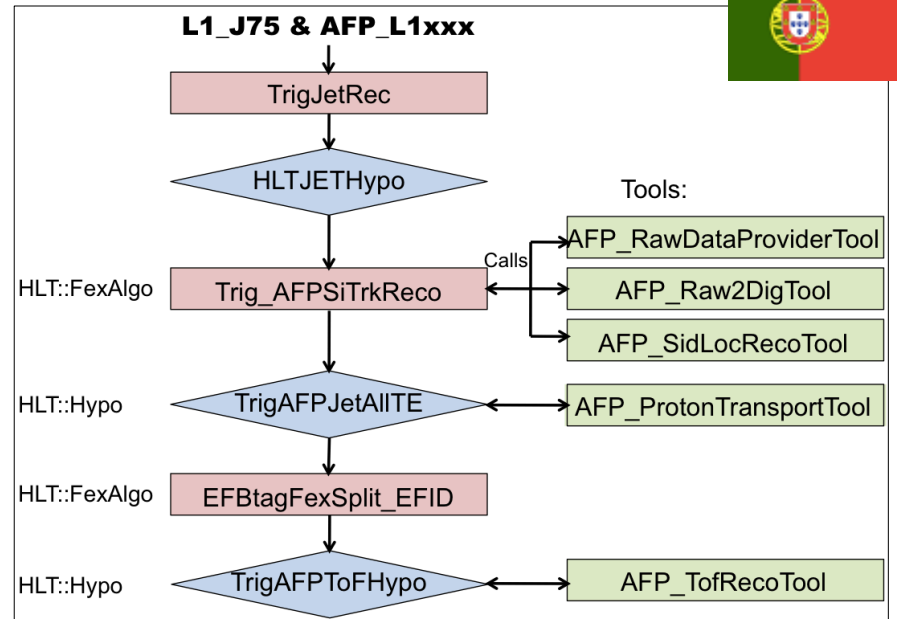 L1_J75 & AFP_L1xxx
TrigJetRec
HLTJETHypo
Tools:
AFP_RawDataProviderTool
Calls
HLT::FexAlgo
Trig_AFPSiTrkReco
AFP_Raw2DigTool
AFP_SidLocRecoTool
HLT::Hypo
TrigAFPJetAllTE
AFP_ProtonTransportTool
HLT::FexAlgo
EFBtagFexSplit_EFID
HLT::Hypo
TrigAFPToFHypo
AFP_TofRecoTool